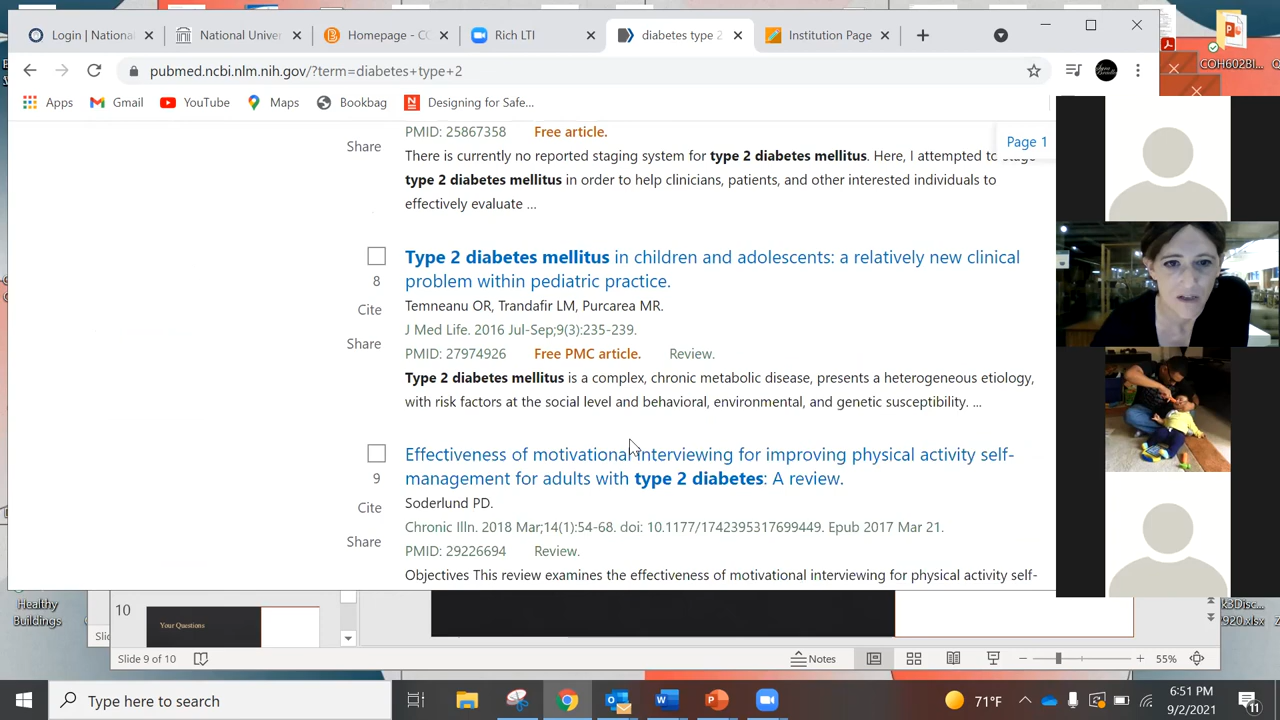 Login | National
National Univer
Homepage - CO
Rich LTI
diabetes type 2
Institution Page
pubmed.ncbi.nlm.nih.gov/?term=diabetes+type+2
Apps
Gmail
YouTube
Maps
Bookbag
Designing for Safe...
COH602BI...
PMID: 25867358 Free article.
Page 1
Share
There is currently no reported staging system for type 2 diabetes mellitus. Here, I attempted to stage
type 2 diabetes mellitus in order to help clinicians, patients, and other interested individuals to
effectively evaluate ...
Type 2 diabetes mellitus in children and adolescents: a relatively new clinical
problem within pediatric practice.
8
Cite
Temneanu OR, Trandafir LM, Purcarea MR.
J Med Life. 2016 Jul-Sep;9(3):235-239.
Share
PMID: 27974926 Free PMC article. Review.
Type 2 diabetes mellitus is a complex, chronic metabolic disease, presents a heterogeneous etiology,
with risk factors at the social level and behavioral, environmental, and genetic susceptibility. ...
Effectiveness of motivational interviewing for improving physical activity self-
management for adults with type 2 diabetes: A review.
9
Cite
Soderlund PD.
Chronic Illn. 2018 Mar;14(1):54-68. doi: 10.1177/1742395317699449. Epub 2017 Mar 21.
Share
PMID: 29226694 Review.
Objectives This review examines the effectiveness of motivational interviewing for physical activity self-
Healthy
Buildings
10
Your Questions
k3Disc...
920.xlsx
Slide 9 of 10
Notes
55%
Type here to search
71°F
6:51 PM
9/2/2021
11